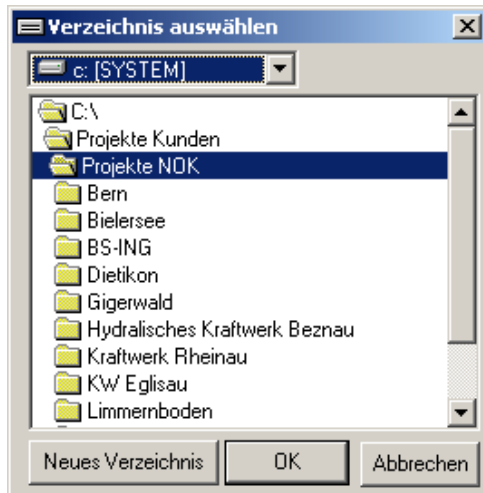 Verzeichnis auswählen
c: [SYSTEM]
C:\
Projekte Kunden
Projekte NOK
Bern
Bielersee
BS-ING
Dietikon
Gigerwald
Hydralisches Kraftwerk Beznau
Kraftwerk Rheinau
KW Eglisau
Limmernboden
Neues Verzeichnis OK Abbrechen